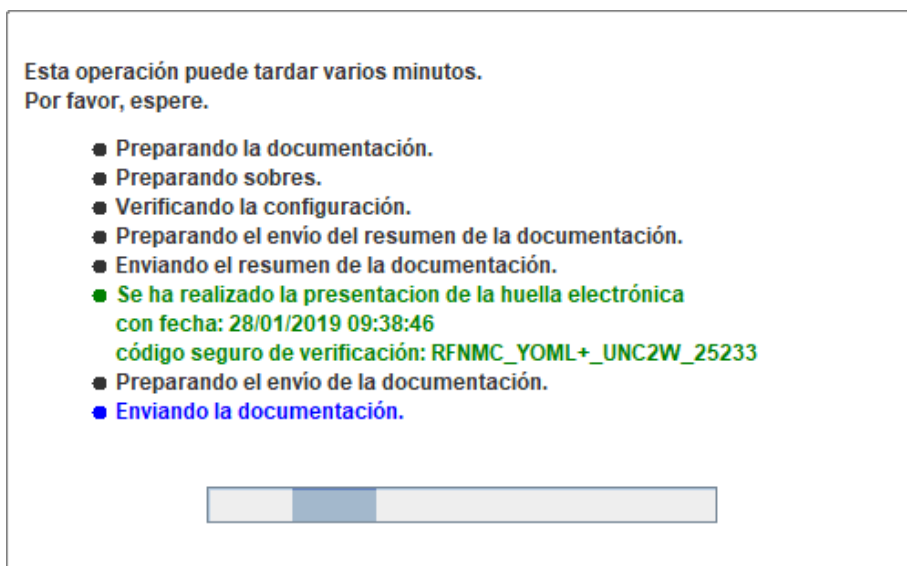 Esta operación puede tardar varios minutos.
Por favor, espere.
Preparando la documentación.
Preparando sobres.
Verificando la configuración.
Preparando el envío del resumen de la documentación.
Enviando el resumen de la documentación.
Se ha realizado la presentacion de la huella electrónica
con fecha: 28/01/2019 09:38:46
código seguro de verificación: RFNMC_YOML+_UNC2W_25233
Preparando el envío de la documentación.
Enviando la documentación.